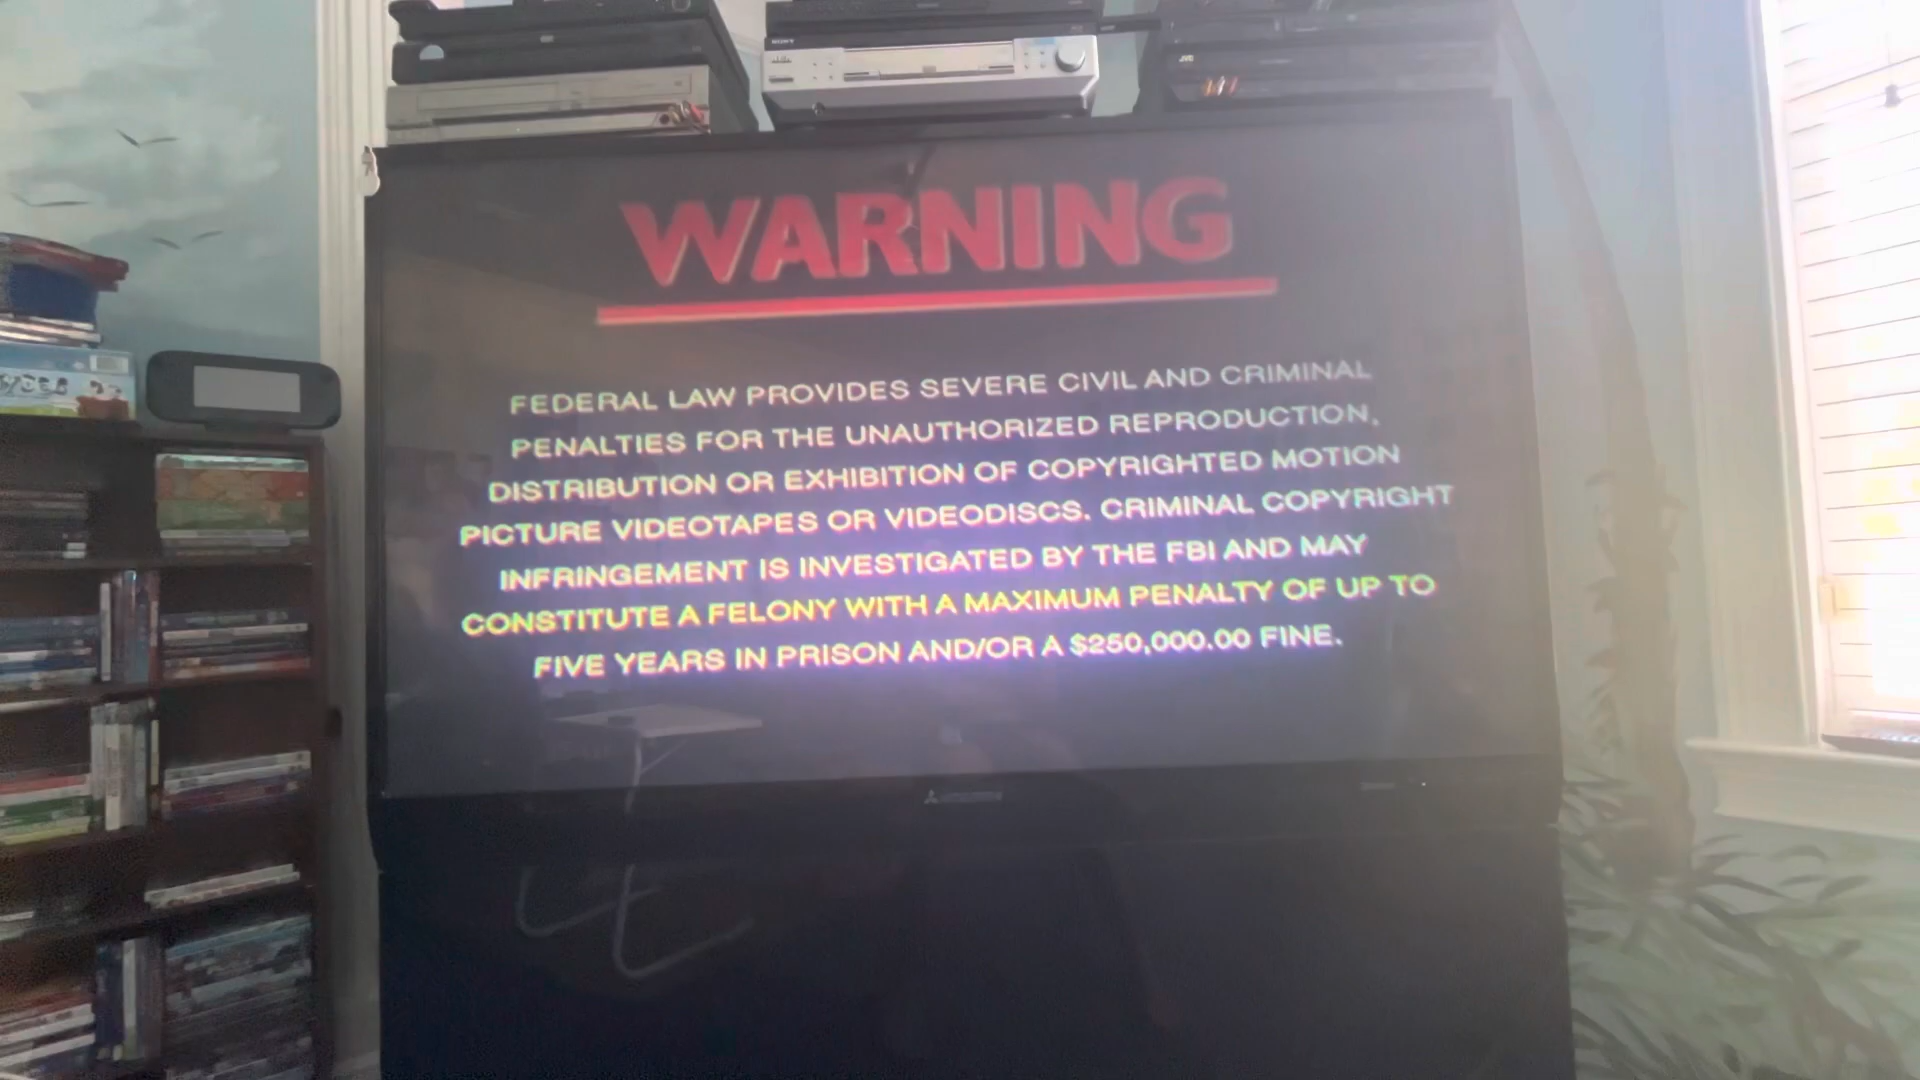 SONY
JVC
WARNING
FEDERAL LAW PROVIDES SEVERE CIVIL AND CRIMINAL
PENALTIES FOR THE UNAUTHORIZED REPRODUCTION,
DISTRIBUTION OR EXHIBITION OF COPYRIGHTED MOTION
PICTURE VIDEOTAPES OR VIDEODISCS. CRIMINAL COPYRIGHT
INFRINGEMENT IS INVESTIGATED BY THE FBI AND MAY
CONSTITUTE A FELONY WITH A MAXIMUM PENALTY OF UP TO
FIVE YEARS IN PRISON AND/OR A $250,000.00 FINE.